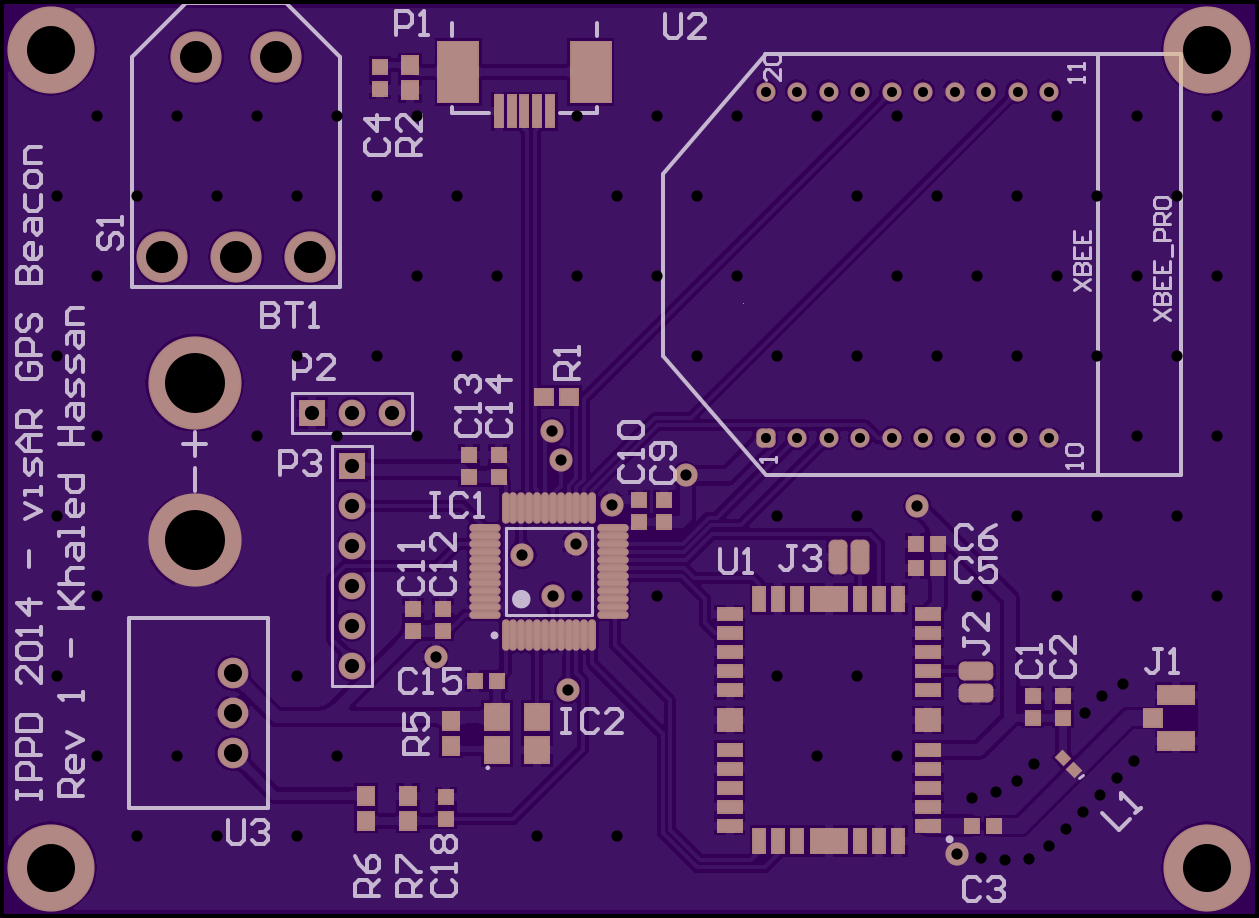 P1
U2
20
11
C4
R2
S1
XBEE
XBEE_PRO
BT1
P2
R1
C13
C14
+
-
P3
C10
C9
1
10
IC1
C11
C12
U1
J3
C6
C5
J2
C1
C2
J1
C15
R5
IC2
L1
U3
R6
R7
C18
C3
IPPD 2014 - visAR GPS Beacon
Rev 1 - Khaled Hassan